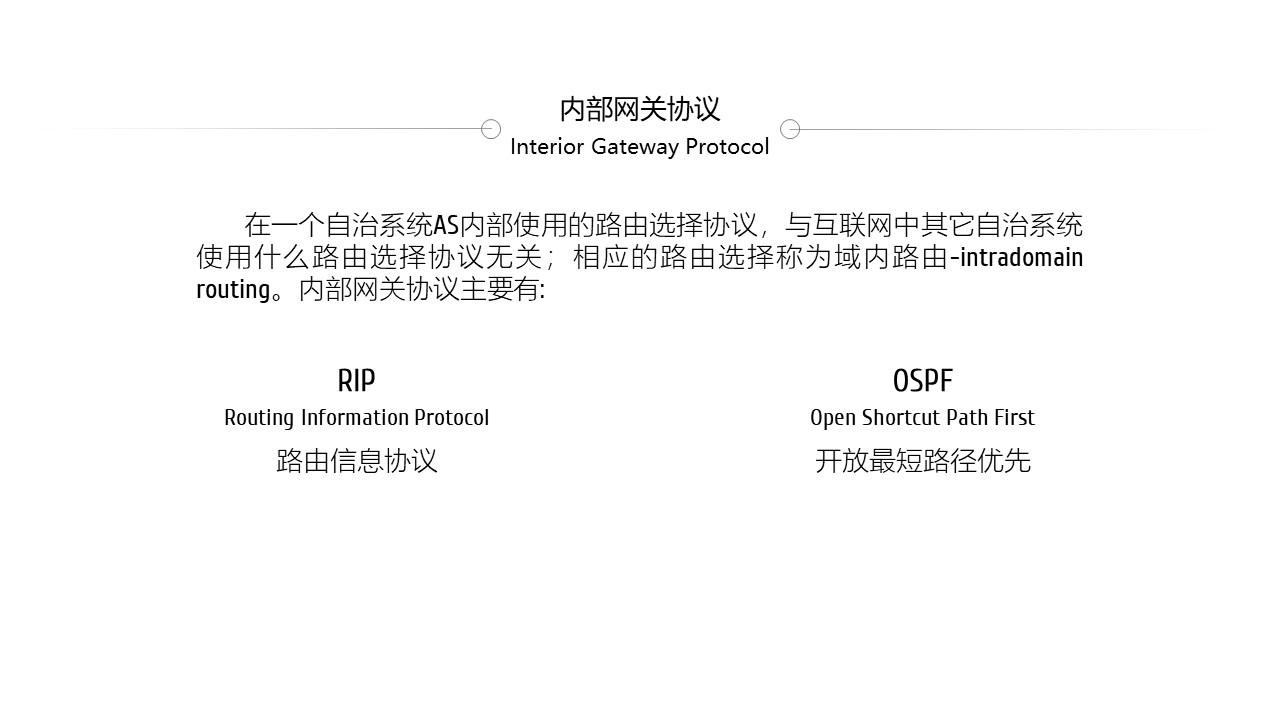 内部网关协议
Interior Gateway Protocol
在一个自治系统AS内部使用的路由选择协议，与互联网中其它自治系统
使用什么路由选择协议无关；相应的路由选择称为域内路由-intradomain
routing。内部网关协议主要有:
RIP
Routing Information Protocol
路由信息协议
OSPF
Open Shortcut Path First
开放最短路径优先